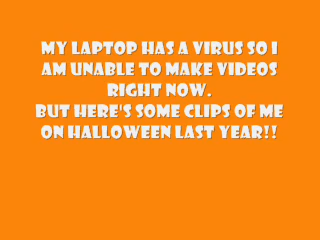 MY LAPTOP HAS A VIRUS SO I
AM UNABLE TO MAKE VIDEOS
RIGHT NOW.
BUT HERE'S SOME CLIPS OF ME
ON HALLOWEEN LAST YEAR!!